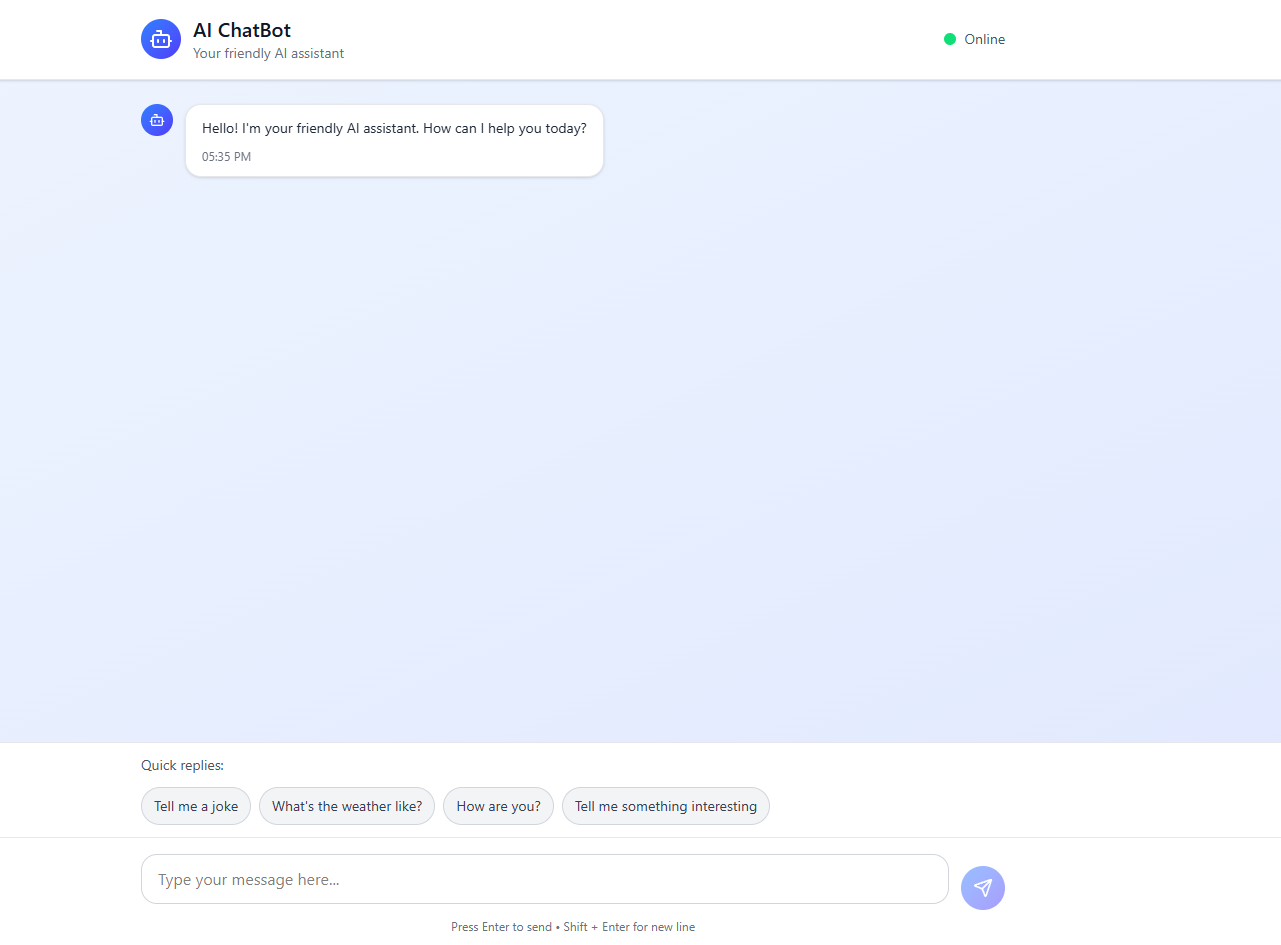 AI ChatBot
Your friendly AI assistant
Online
Hello! I'm your friendly AI assistant. How can I help you today?
05:35 PM
Quick replies:
Tell me a joke
What's the weather like?
How are you?
Tell me something interesting
Type your message here...
Press Enter to send • Shift + Enter for new line